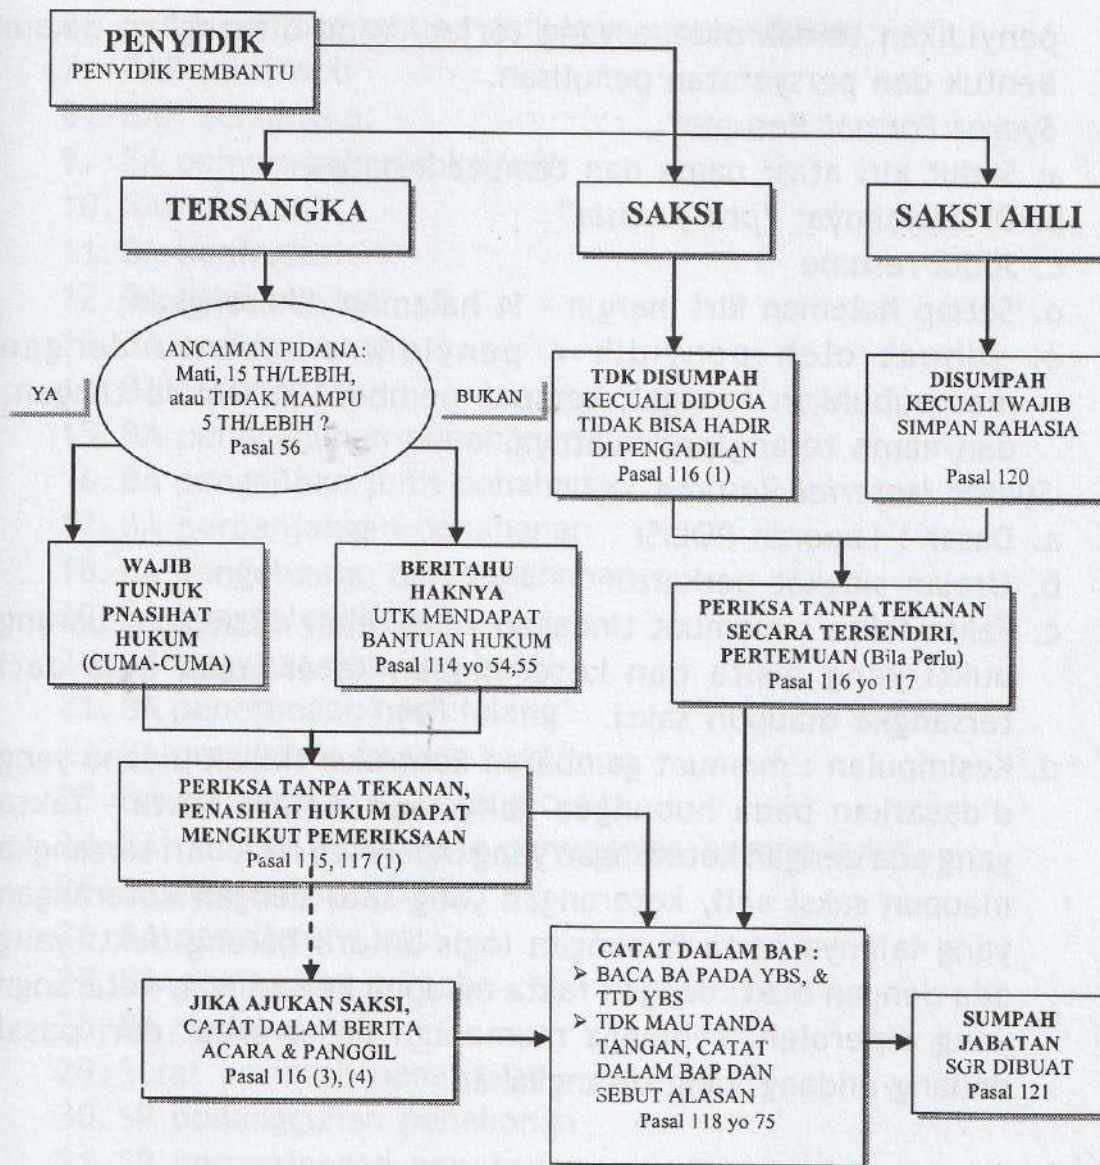 PENYIDIK
PENYIDIK PEMBANTU
TERSANGKA
SAKSI
SAKSI AHLI
ANCAMAN PIDANA:
Mati, 15 TH/LEBIH,
atau TIDAK MAMPU
5 TH/LEBIH ?
Pasal 56
YA
BUKAN
TDK DISUMPAH
KECUALI DIDUGA
TIDAK BISA HADIR
DI PENGADILAN
Pasal 116 (1)
DISUMPAH
KECUALI WAJIB
SIMPAN RAHASIA
Pasal 120
WAJIB
TUNJUK
PNASIHAT
HUKUM
(CUMA-CUMA)
BERITAHU
HAKNYA
UTK MENDAPAT
BANTUAN HUKUM
Pasal 114 yo 54.55
PERIKSA TANPA TEKANAN
SECARA TERSENDIRI,
PERTEMUAN (Bila Perlu)
Pasal 116 yo 117
PERIKSA TANPA TEKANAN,
PENASIHAT HUKUM DAPAT
MENGIKUT PEMERIKSAAN
Pasal 115, 117 (1)
JIKA AJUKAN SAKSI,
CATAT DALAM BERITA
ACARA & PANGGIL
Pasal 116 (3), (4)
CATAT DALAM BAP :
➢ BACA BA PADA YBS, &
TTD YBS
➢ TDK MAU TANDA
TANGAN, CATAT
DALAM BAP DAN
SEBUT ALASAN
Pasal 118 yo 75
SUMPAH
JABATAN
SGR DIBUAT
Pasal 121